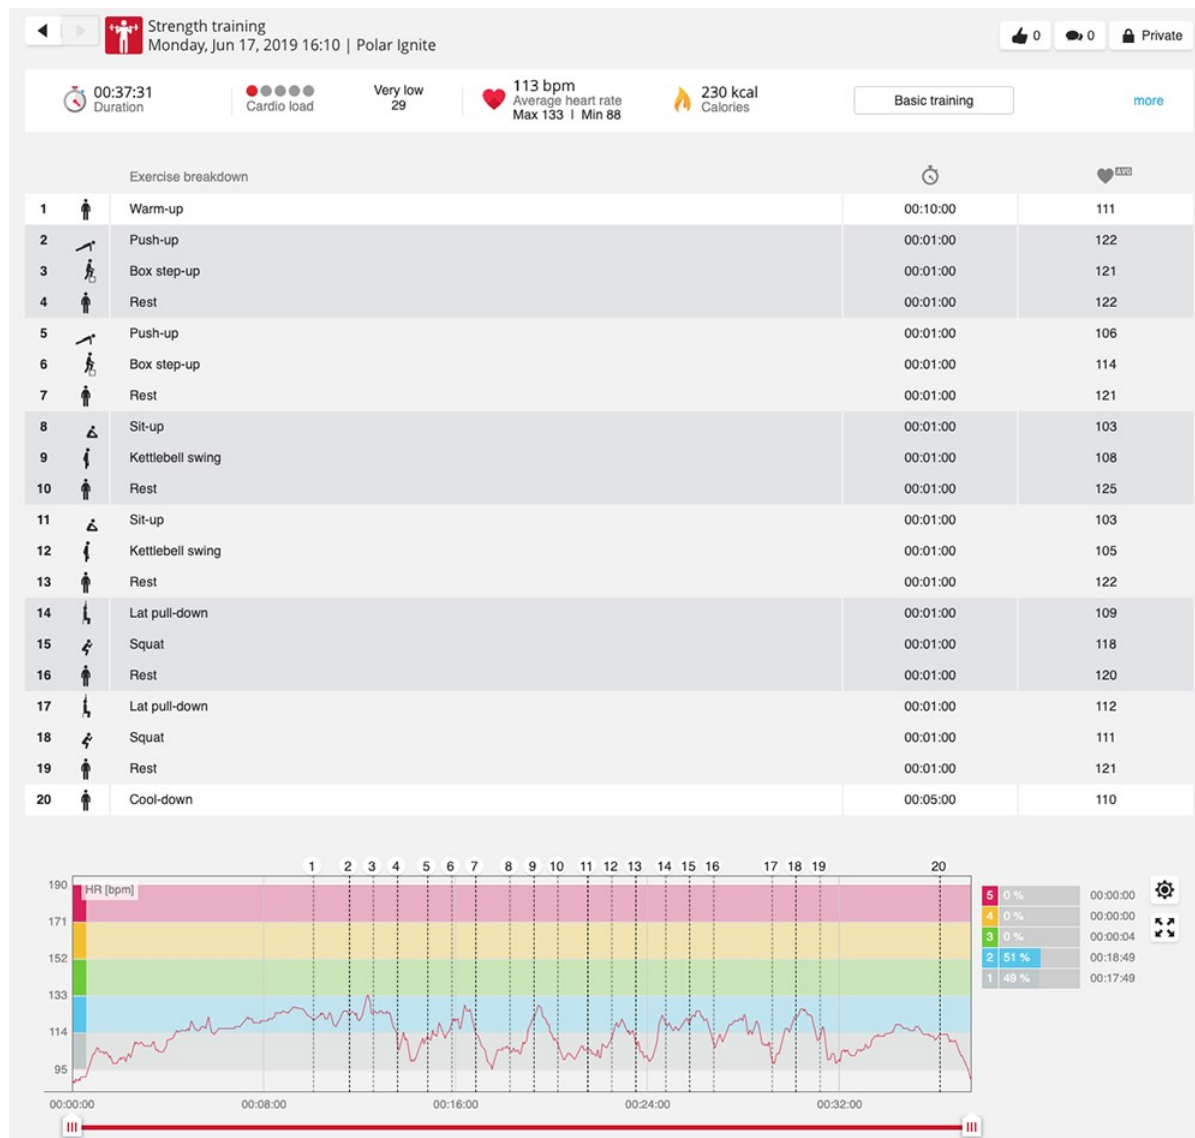 Strength training
Monday, Jun 17, 2019 16:10 | Polar Ignite
0 0 Private
00:37:31
Duration
Cardio load
Very low
29
113 bpm
Average heart rate
Max 133 | Min 88
230 kcal
Calories
Basic training
more
Exercise breakdown AVG
1 Warm-up 00:10:00 111
2 Push-up 00:01:00 122
3 Box step-up 00:01:00 121
4 Rest 00:01:00 122
5 Push-up 00:01:00 106
6 Box step-up 00:01:00 114
7 Rest 00:01:00 121
8 Sit-up 00:01:00 103
9 Kettlebell swing 00:01:00 108
10 Rest 00:01:00 125
11 Sit-up 00:01:00 103
12 Kettlebell swing 00:01:00 105
13 Rest 00:01:00 122
14 Lat pull-down 00:01:00 109
15 Squat 00:01:00 118
16 Rest 00:01:00 120
17 Lat pull-down 00:01:00 112
18 Squat 00:01:00 111
19 Rest 00:01:00 121
20 Cool-down 00:05:00 110
1 2 3 4 5 6 7 8 9 10 11 12 13 14 15 16 17 18 19 20
HR [bpm]
190
171
152
133
114
95
00:00:00 00:08:00 00:16:00 00:24:00 00:32:00
5 0 % 00:00:00
4 0 % 00:00:00
3 0 % 00:00:04
2 51 % 00:18:49
1 49 % 00:17:49